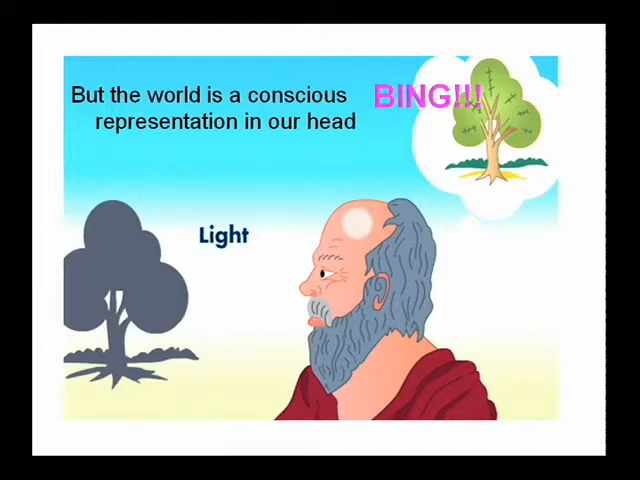 But the world is a conscious
representation in our head
BING!!!
Light